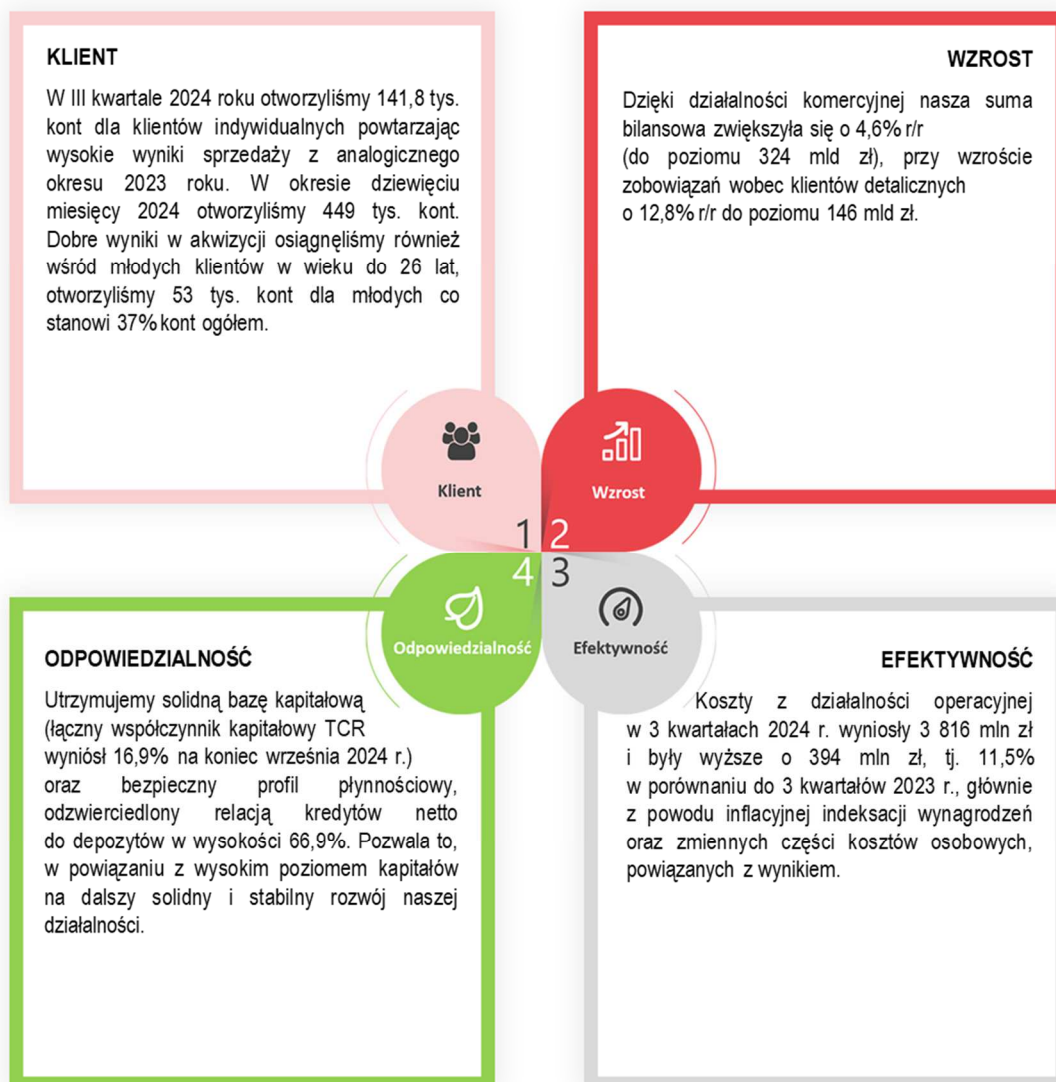 KLIENT
W III kwartale 2024 roku otworzyliśmy 141,8 tys.
kont dla klientów indywidualnych powtarzając
wysokie wyniki sprzedaży z analogicznego
okresu 2023 roku. W okresie dziewięciu
miesięcy 2024 otworzyliśmy 449 tys. kont.
Dobre wyniki w akwizycji osiągnęliśmy również
wśród młodych klientów w wieku do 26 lat,
otworzyliśmy 53 tys. kont dla młodych co
stanowi 37% kont ogółem.
WZROST
Dzięki działalności komercyjnej nasza suma
bilansowa zwiększyła się o 4,6% r/r
(do poziomu 324 mld zł), przy wzroście
zobowiązań wobec klientów detalicznych
o 12,8% r/r do poziomu 146 mld zł.
Klient
Wzrost
1 2
4 3
Odpowiedzialność
Efektywność
ODPOWIEDZIALNOŚĆ
Utrzymujemy solidną bazę kapitałową
(łączny współczynnik kapitałowy TCR
wyniósł 16,9% na koniec września 2024 r.)
oraz bezpieczny profil płynnościowy,
odzwierciedlony relacją kredytów netto
do depozytów w wysokości 66,9%. Pozwala to,
w powiązaniu z wysokim poziomem kapitałów
na dalszy solidny i stabilny rozwój naszej
działalności.
EFEKTYWNOŚĆ
Koszty z działalności operacyjnej
w 3 kwartałach 2024 r. wyniosły 3 816 mln zł
i były wyższe o 394 mln zł, tj. 11,5%
w porównaniu do 3 kwartałów 2023 r., głównie
z powodu inflacyjnej indeksacji wynagrodzeń
oraz zmiennych części kosztów osobowych,
powiązanych z wynikiem.